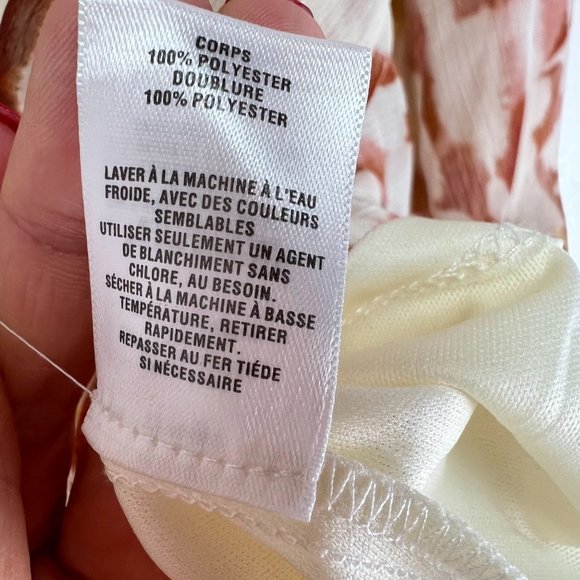 CORPS
100% POLYESTER
DOUBLURE
100% POLYESTER
LAVER À LA MACHINE À L'EAU
FROIDE, AVEC DES COULEURS
SEMBLABLES
UTILISER SEULEMENT UN AGENT
DE BLANCHIMENT SANS
CHLORE, AU BESOIN.
SÉCHER À LA MACHINE À BASSE
TEMPÉRATURE, RETIRER
RAPIDEMENT.
REPASSER AU FER TIÉDE
SI NÉCESSAIRE